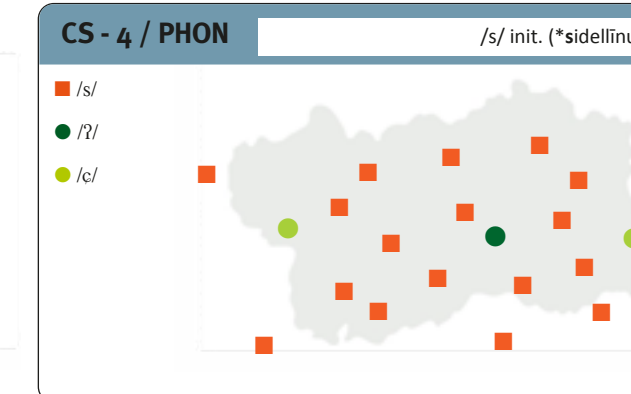 CS - 4 / PHON
/s/ init. (*sidellīnu
/s/
/ʔ/
/ɕ/